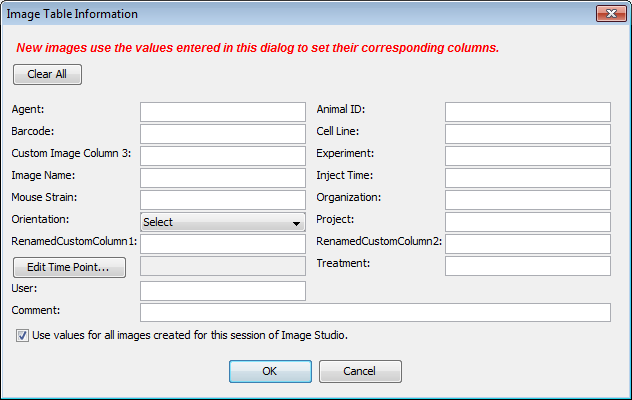 Image Table Information
New images use the values entered in this dialog to set their corresponding columns.
Clear All
Agent: Animal ID:
Barcode: Cell Line:
Custom Image Column 3: Experiment:
Image Name: Inject Time:
Mouse Strain: Organization:
Orientation: Select Project:
RenamedCustomColumn1: RenamedCustomColumn2:
Edit Time Point... Treatment:
User:
Comment:
Use values for all images created for this session of Image Studio.
OK Cancel